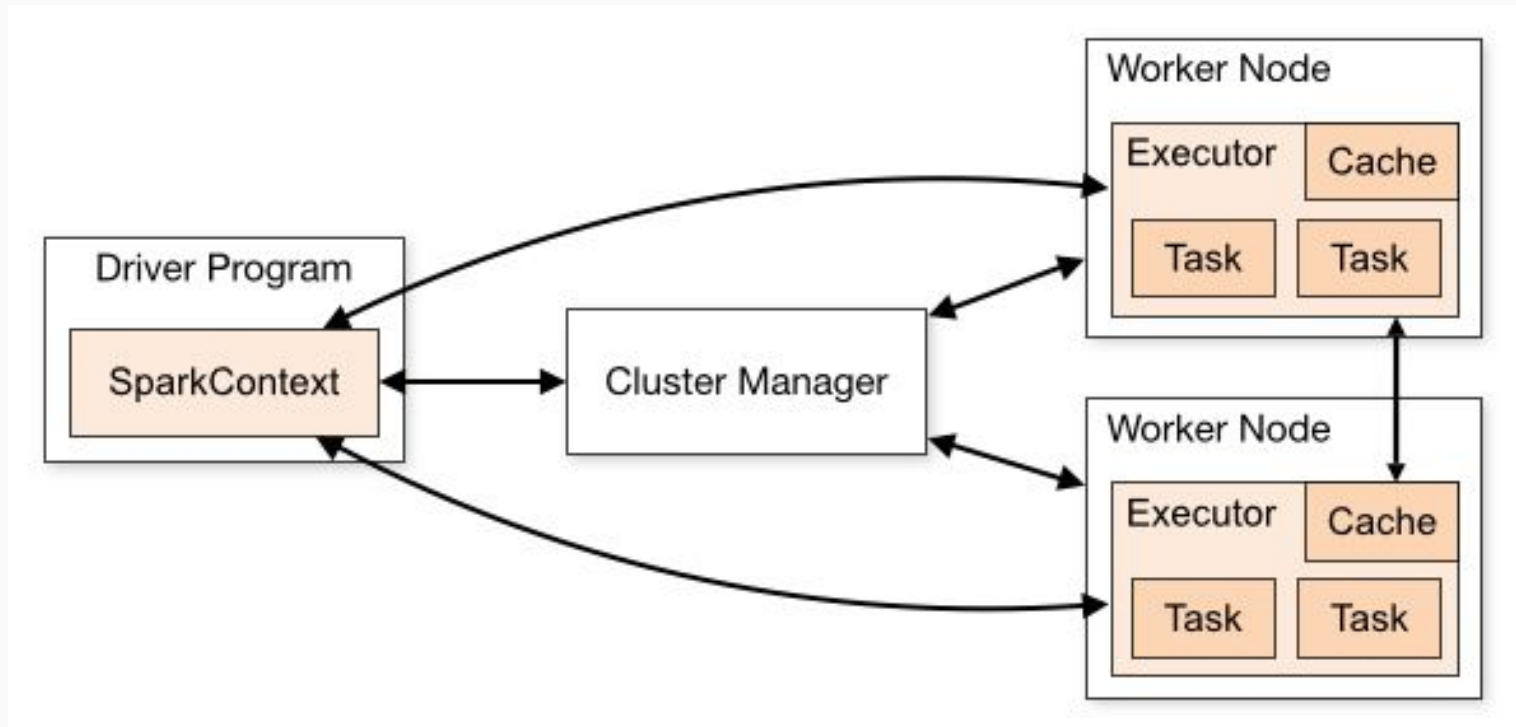 Driver Program
SparkContext
Cluster Manager
Worker Node
Executor
Cache
Task
Task
Worker Node
Executor
Cache
Task
Task